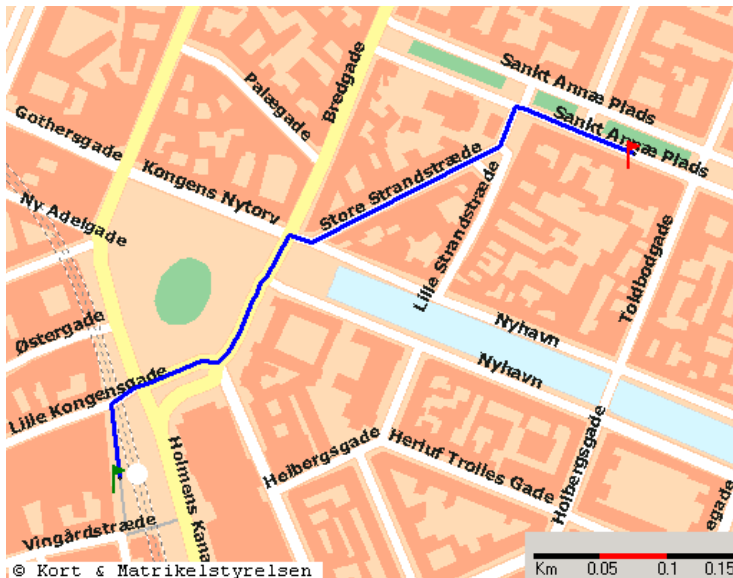 Sankt Annæ Plads
Bredgade
Palægade
Sankt Annæ Plads
Gothersgade
Kongens Nytorv
Store Strandstræde
Ny Adelgade
Lille Strandstræde
Toldbodgade
Østergade
Nyhavn
Nyhavn
Lille Kongensgade
Holmens Kana
Heibergsgade
Herluf Trolles Gade
Holbergsgade
egade
Vingårdstræde
© Kort & Matrikelstyrelsen
Km 0.05 0.1 0.15